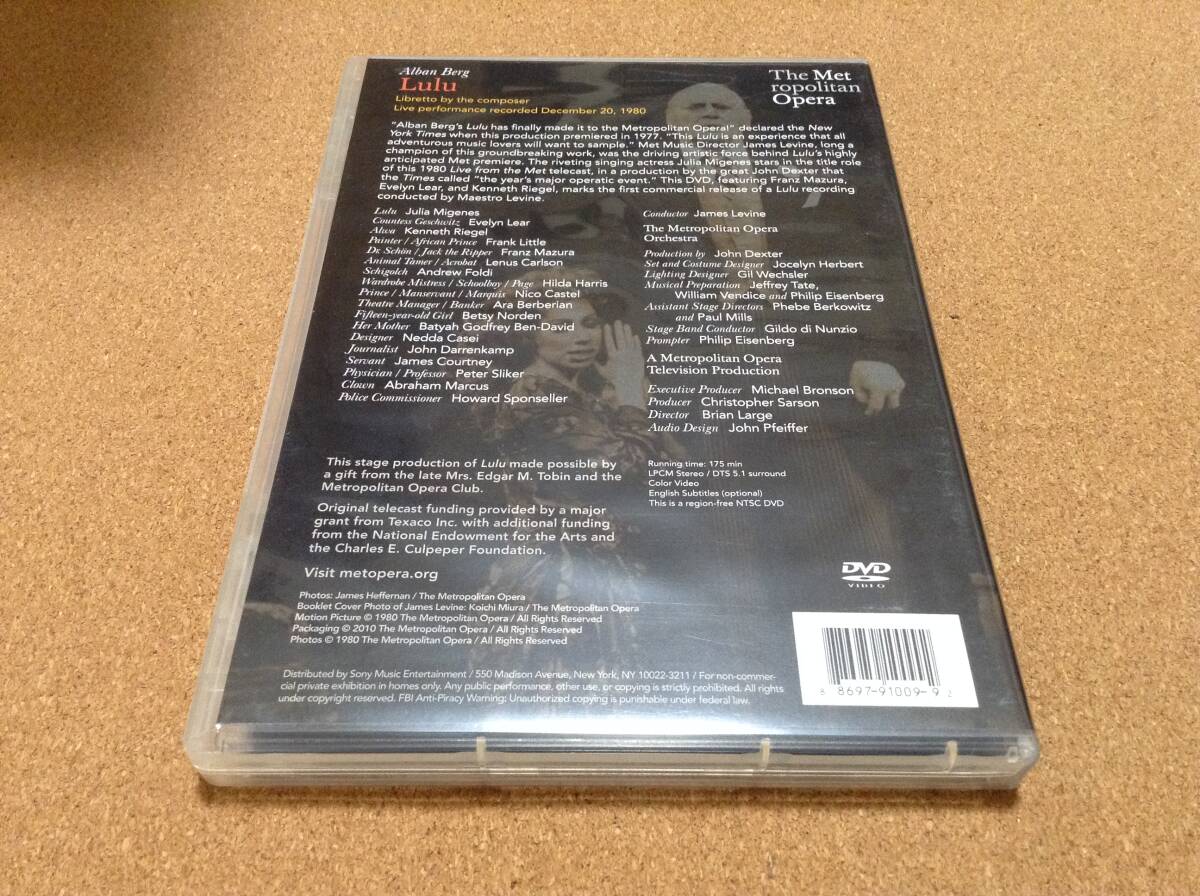 Alban Berg
Lulu
Libretto by the composer
Live performance recorded December 20, 1980
The Met
ropolitan
Opera
"Alban Berg's Lulu has finally made it to the Metropolitan Opera!" declared the New
York Times when this production premiered in 1977. "This Lulu is an experience that all
adventurous music lovers will want to sample." Met Music Director James Levine, long a
champion of this groundbreaking work, was the driving artistic force behind Lulu's highly
anticipated Met premiere. The riveting singing actress Julia Migenes stars in the title role
of this 1980 Live from the Met telecast, in a production by the great John Dexter that
the Times called "the year's major operatic event." This DVD, featuring Franz Mazura,
Evelyn Lear, and Kenneth Riegel, marks the first commercial release of a Lulu recording
conducted by Maestro Levine.
Lulu Julia Migenes
Countess Geschwitz Evelyn Lear
Alwa Kenneth Riegel
Painter / African Prince Frank Little
Dr. Schön / Jack the Ripper Franz Mazura
Animal Tamer / Acrobat Lenus Carlson
Schigolch Andrew Foldi
Wardrobe Mistress / Schoolboy / Page Hilda Harris
Prince / Manservant / Marquis Nico Castel
Theatre Manager / Banker Ara Berberian
Fifteen-year-old Girl Betsy Norden
Her Mother Batyah Godfrey Ben-David
Designer Nedda Casei
Journalist John Darrenkamp
Servant James Courtney
Physician / Professor Peter Sliker
Clown Abraham Marcus
Police Commissioner Howard Sponseller
Conductor James Levine
The Metropolitan Opera
Orchestra
Production by John Dexter
Set and Costume Designer Jocelyn Herbert
Lighting Designer Gil Wechsler
Musical Preparation Jeffrey Tate,
William Vendice and Philip Eisenberg
Assistant Stage Directors Phebe Berkowitz
and Paul Mills
Stage Band Conductor Gildo di Nunzio
Prompter Philip Eisenberg
A Metropolitan Opera
Television Production
Executive Producer Michael Bronson
Producer Christopher Sarson
Director Brian Large
Audio Design John Pfeiffer
This stage production of Lulu made possible by
a gift from the late Mrs. Edgar M. Tobin and the
Metropolitan Opera Club.
Original telecast funding provided by a major
grant from Texaco Inc. with additional funding
from the National Endowment for the Arts and
the Charles E. Culpeper Foundation.
Visit metopera.org
Running time: 175 min
LPCM Stereo / DTS 5.1 surround
Color Video
English Subtitles (optional)
This is a region-free NTSC DVD
DVD
VIDEO
Photos: James Heffernan / The Metropolitan Opera
Booklet Cover Photo of James Levine: Koichi Miura / The Metropolitan Opera
Motion Picture © 1980 The Metropolitan Opera / All Rights Reserved
Packaging © 2010 The Metropolitan Opera / All Rights Reserved
Photos © 1980 The Metropolitan Opera / All Rights Reserved
Distributed by Sony Music Entertainment / 550 Madison Avenue, New York, NY 10022-3211 / For non-commer-
cial private exhibition in homes only. Any public performance, other use, or copying is strictly prohibited. All rights
under copyright reserved. FBI Anti-Piracy Warning: Unauthorized copying is punishable under federal law.
8 8697-91009-9 2